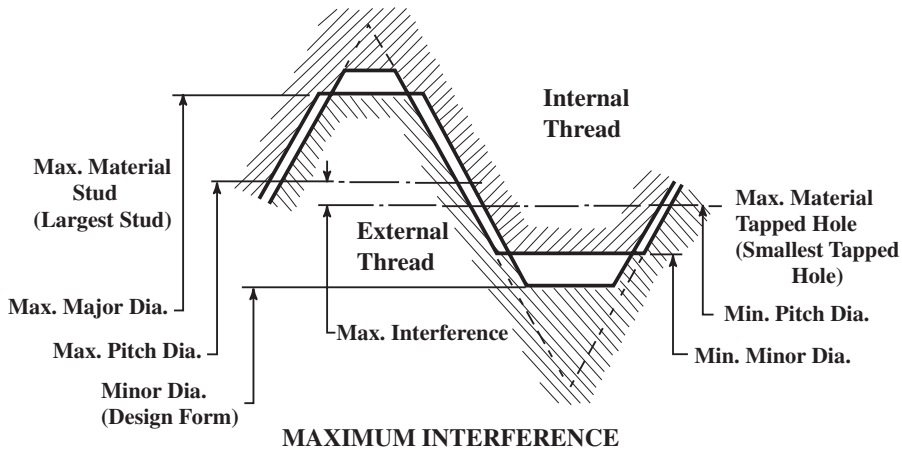 Internal
Thread
Max. Material
Stud
(Largest Stud)
Max. Material
Tapped Hole
(Smallest Tapped
Hole)
External
Thread
Max. Major Dia.
Min. Pitch Dia.
Max. Interference
Max. Pitch Dia.
Min. Minor Dia.
Minor Dia.
(Design Form)
MAXIMUM INTERFERENCE